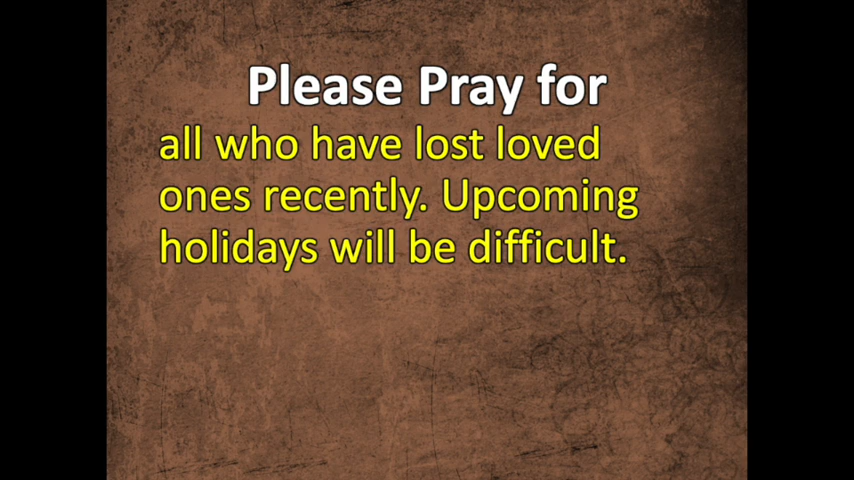 Please Pray for
all who have lost loved
ones recently. Upcoming
holidays will be difficult.